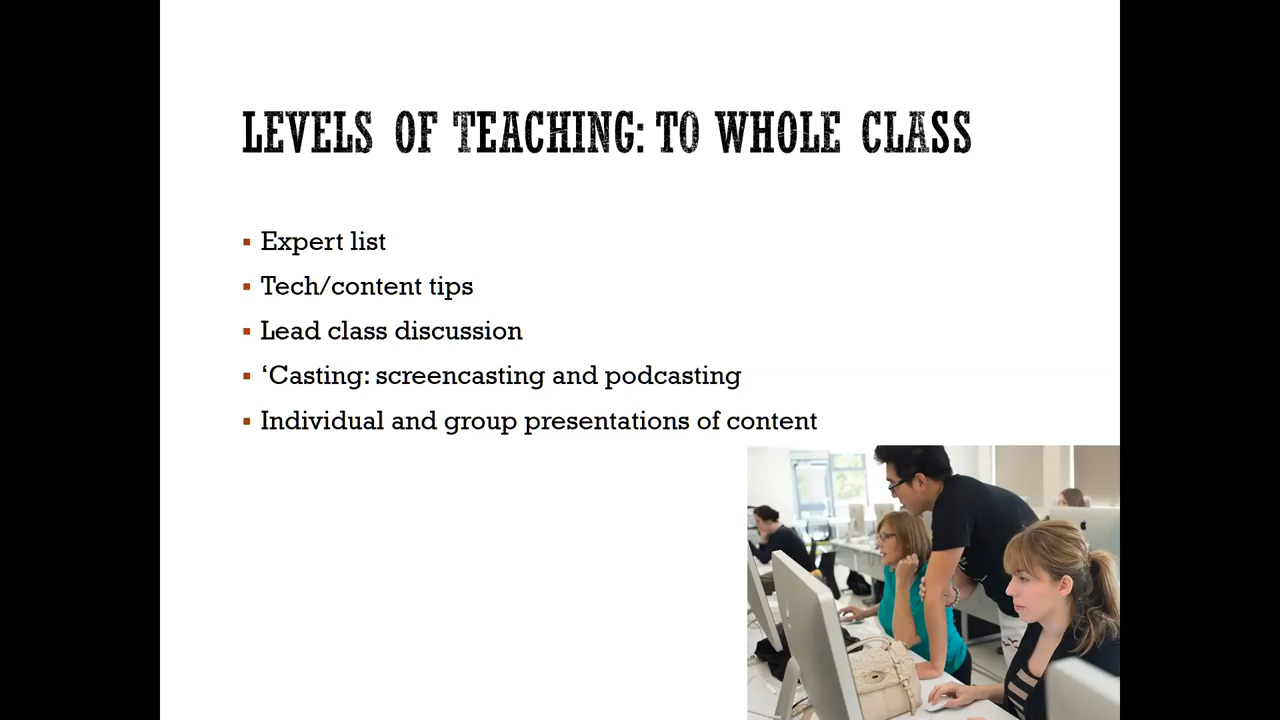 LEVELS OF TEACHING: TO WHOLE CLASS
Expert list
Tech/content tips
Lead class discussion
‘Casting: screencasting and podcasting
Individual and group presentations of content